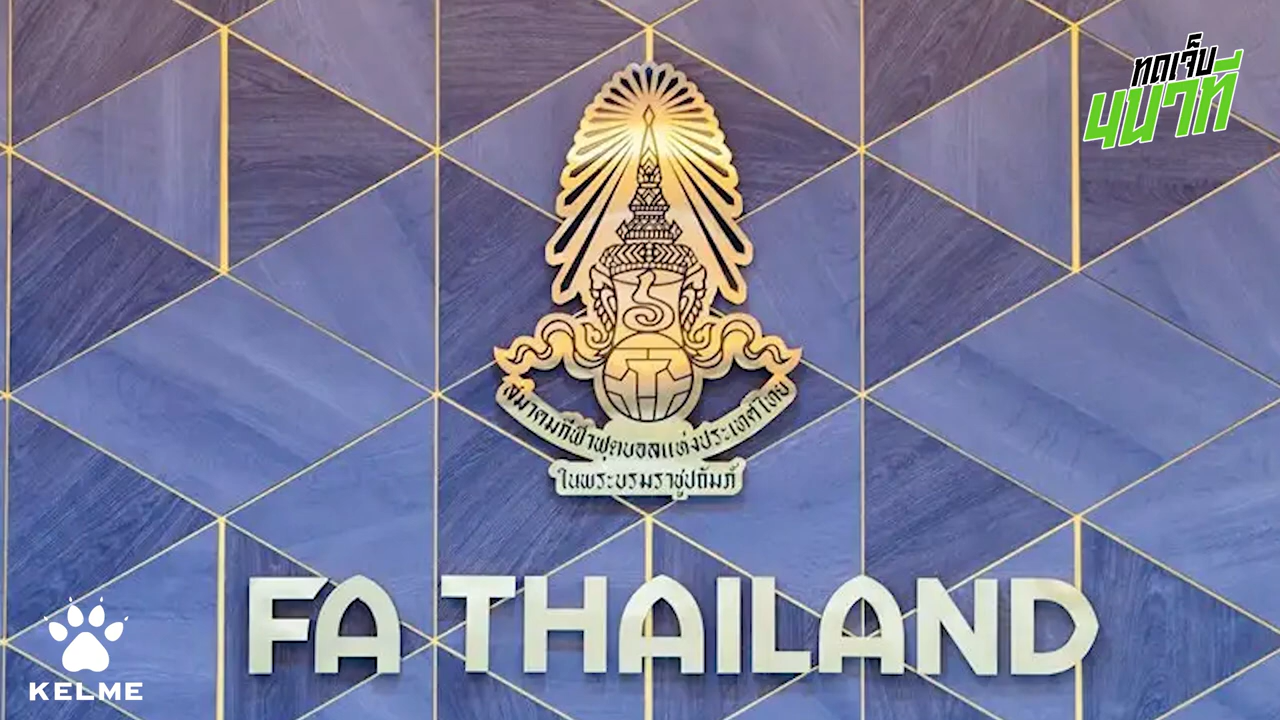 ทดเจ็บ
4นาที
สมาคมกีฬาฟุตบอลแห่งประเทศไทย
ในพระบรมราชูปถัมภ์
FA THAILAND
KELME